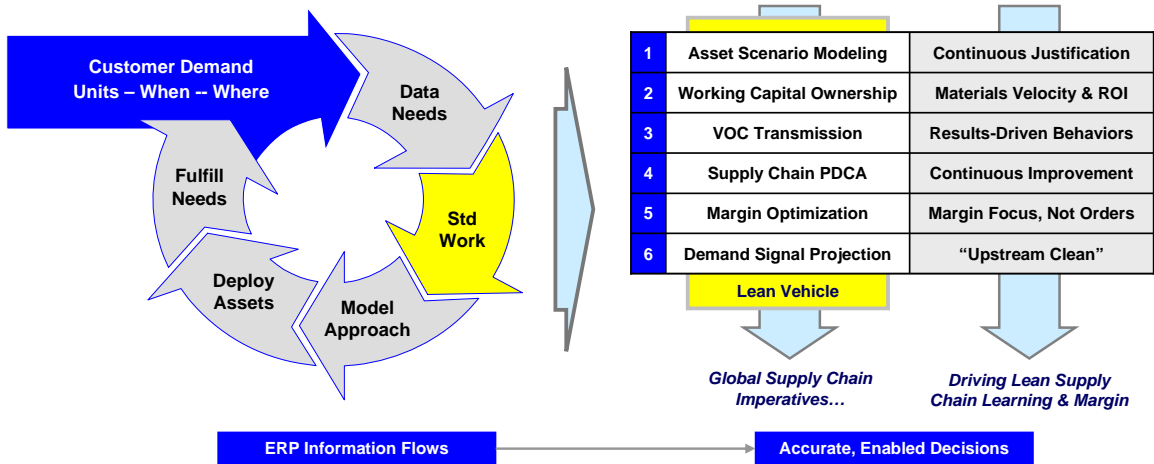 Customer Demand
Units – When -- Where
Data
Needs
Std
Work
Model
Approach
Deploy
Assets
Fulfill
Needs
1 Asset Scenario Modeling Continuous Justification
2 Working Capital Ownership Materials Velocity & ROI
3 VOC Transmission Results-Driven Behaviors
4 Supply Chain PDCA Continuous Improvement
5 Margin Optimization Margin Focus, Not Orders
6 Demand Signal Projection “Upstream Clean”
Lean Vehicle
Global Supply Chain
Imperatives…
Driving Lean Supply
Chain Learning & Margin
ERP Information Flows
Accurate, Enabled Decisions